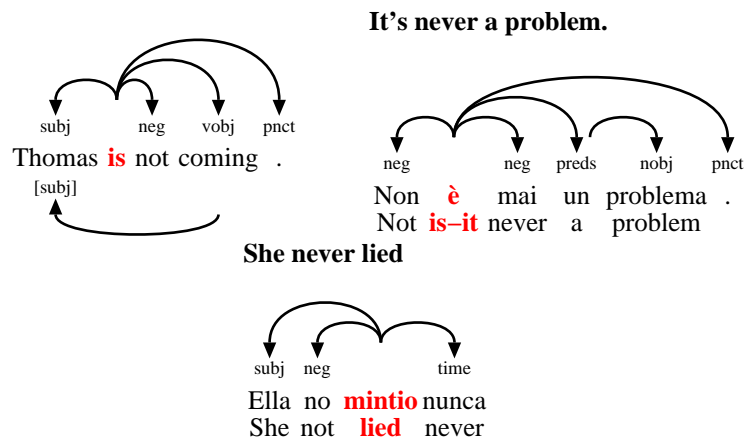 It's never a problem.
subj neg vobj pnct
Thomas is not coming .
[subj]
neg neg preds nobj pnct
Non è mai un problema .
Not is–it never a problem
She never lied
subj neg time
Ella no mintio nunca
She not lied never